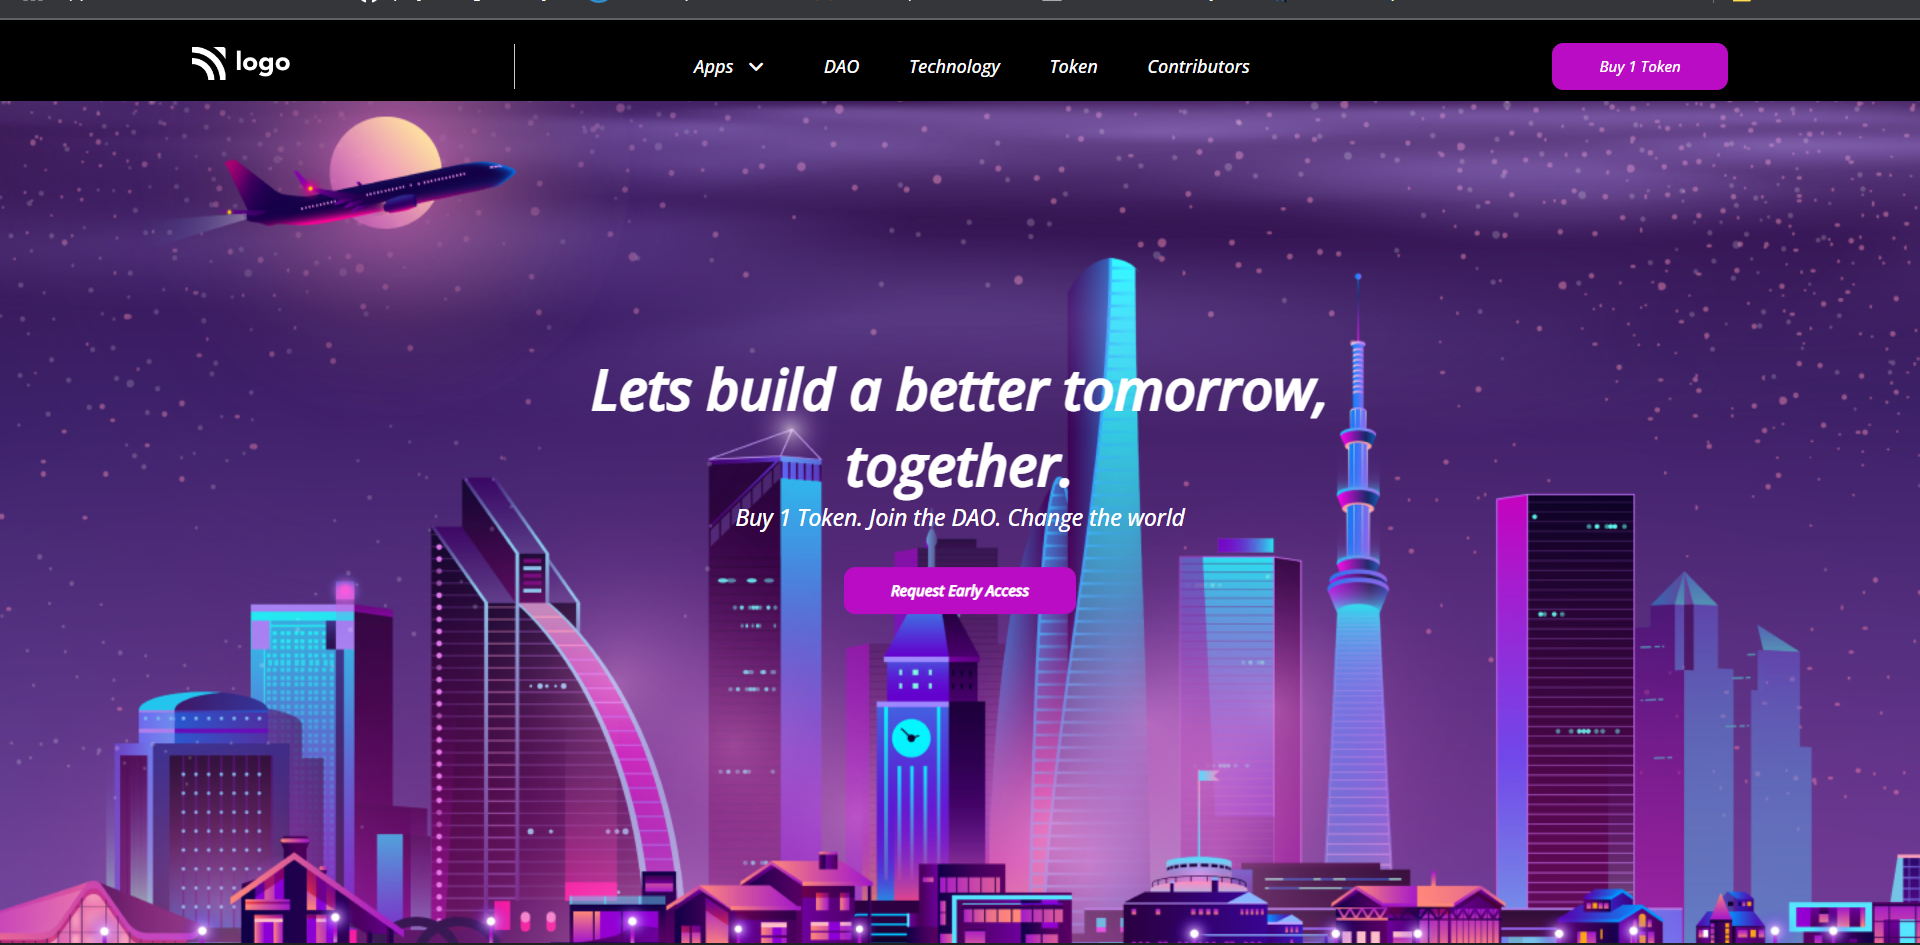 logo
Apps
DAO
Technology
Token
Contributors
Buy 1 Token
Lets build a better tomorrow,
together.
Buy 1 Token. Join the DAO. Change the world
Request Early Access